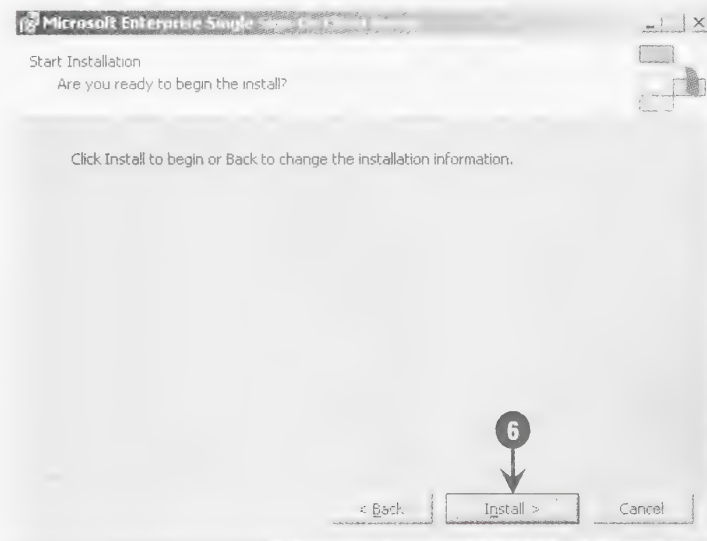 Microsoft Enterprise Single
Start Installation
Are you ready to begin the install?
Click Install to begin or Back to change the installation information.
6
< Back
Install >
Cancel